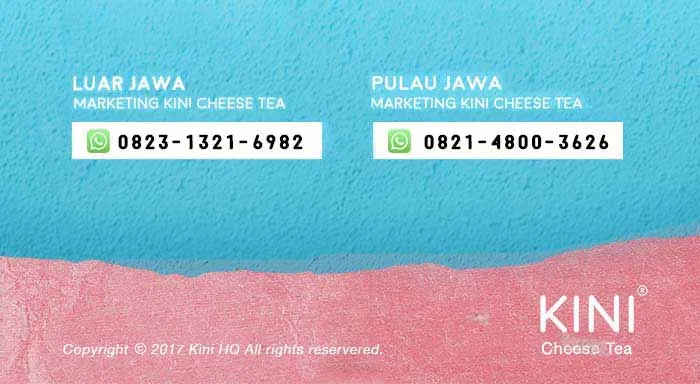 LUAR JAWA
MARKETING KINI CHEESE TEA
0823-1321-6982
PULAU JAWA
MARKETING KINI CHEESE TEA
0821-4800-3626
KINI®
Cheese Tea
Copyright © 2017 Kini HQ All rights reservered.